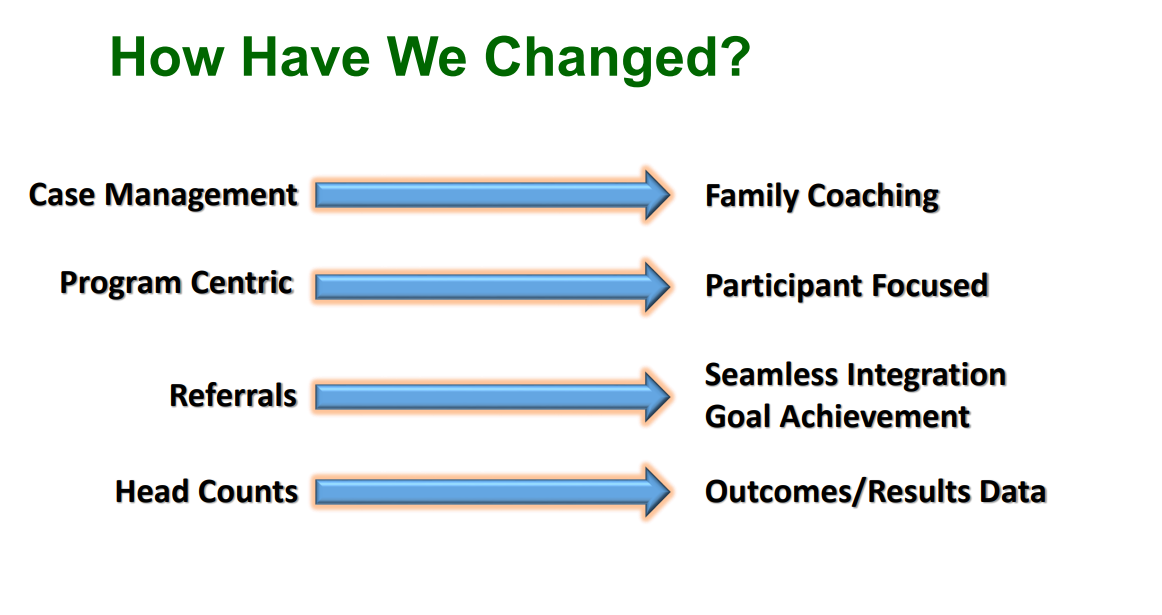 How Have We Changed?
Case Management
Family Coaching
Program Centric
Participant Focused
Referrals
Seamless Integration
Goal Achievement
Head Counts
Outcomes/Results Data